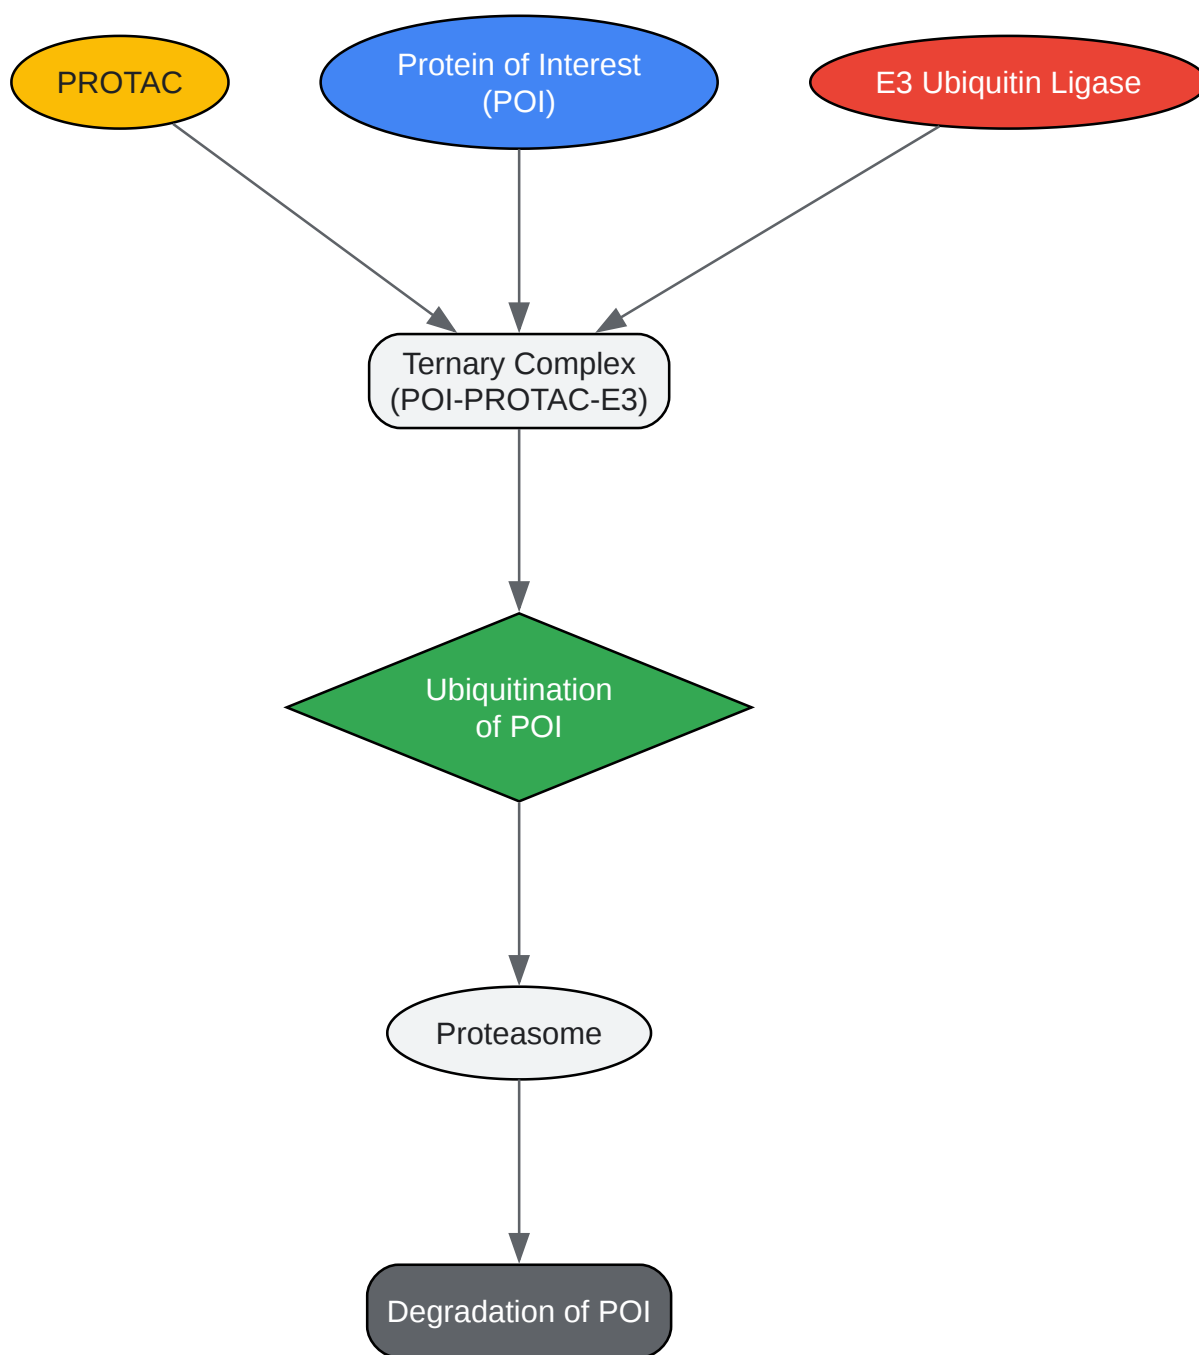 PROTAC
Protein of Interest
(POI)
E3 Ubiquitin Ligase
Ternary Complex
(POI-PROTAC-E3)
Ubiquitination
of POI
Proteasome
Degradation of POI